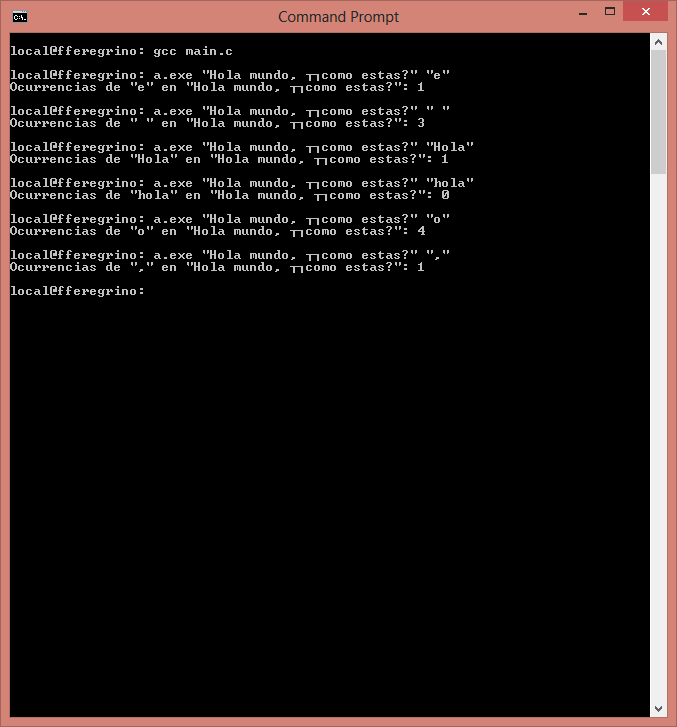 Command Prompt
local@fferegrino: gcc main.c
local@fferegrino: a.exe "Hola mundo, ┬┐como estas?" "e"
Ocurrencias de "e" en "Hola mundo, ┬┐como estas?": 1
local@fferegrino: a.exe "Hola mundo, ┬┐como estas?" " "
Ocurrencias de " " en "Hola mundo, ┬┐como estas?": 3
local@fferegrino: a.exe "Hola mundo, ┬┐como estas?" "Hola"
Ocurrencias de "Hola" en "Hola mundo, ┬┐como estas?": 1
local@fferegrino: a.exe "Hola mundo, ┬┐como estas?" "hola"
Ocurrencias de "hola" en "Hola mundo, ┬┐como estas?": 0
local@fferegrino: a.exe "Hola mundo, ┬┐como estas?" "o"
Ocurrencias de "o" en "Hola mundo, ┬┐como estas?": 4
local@fferegrino: a.exe "Hola mundo, ┬┐como estas?" ","
Ocurrencias de "," en "Hola mundo, ┬┐como estas?": 1
local@fferegrino: